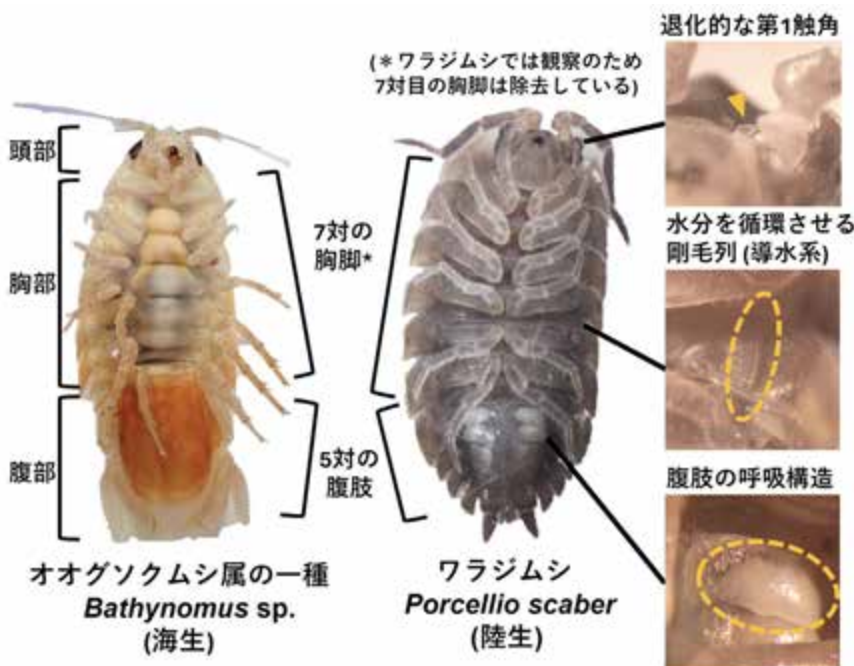 退化的な第1触角
(＊ワラジムシでは観察のため
7対目の胸脚は除去している)
頭部
胸部
腹部
7対の
胸脚*
5対の
腹肢
水分を循環させる
剛毛列 (導水系)
腹肢の呼吸構造
オオグソクムシ属の一種
Bathynomus sp.
(海生)
ワラジムシ
Porcellio scaber
(陸生)